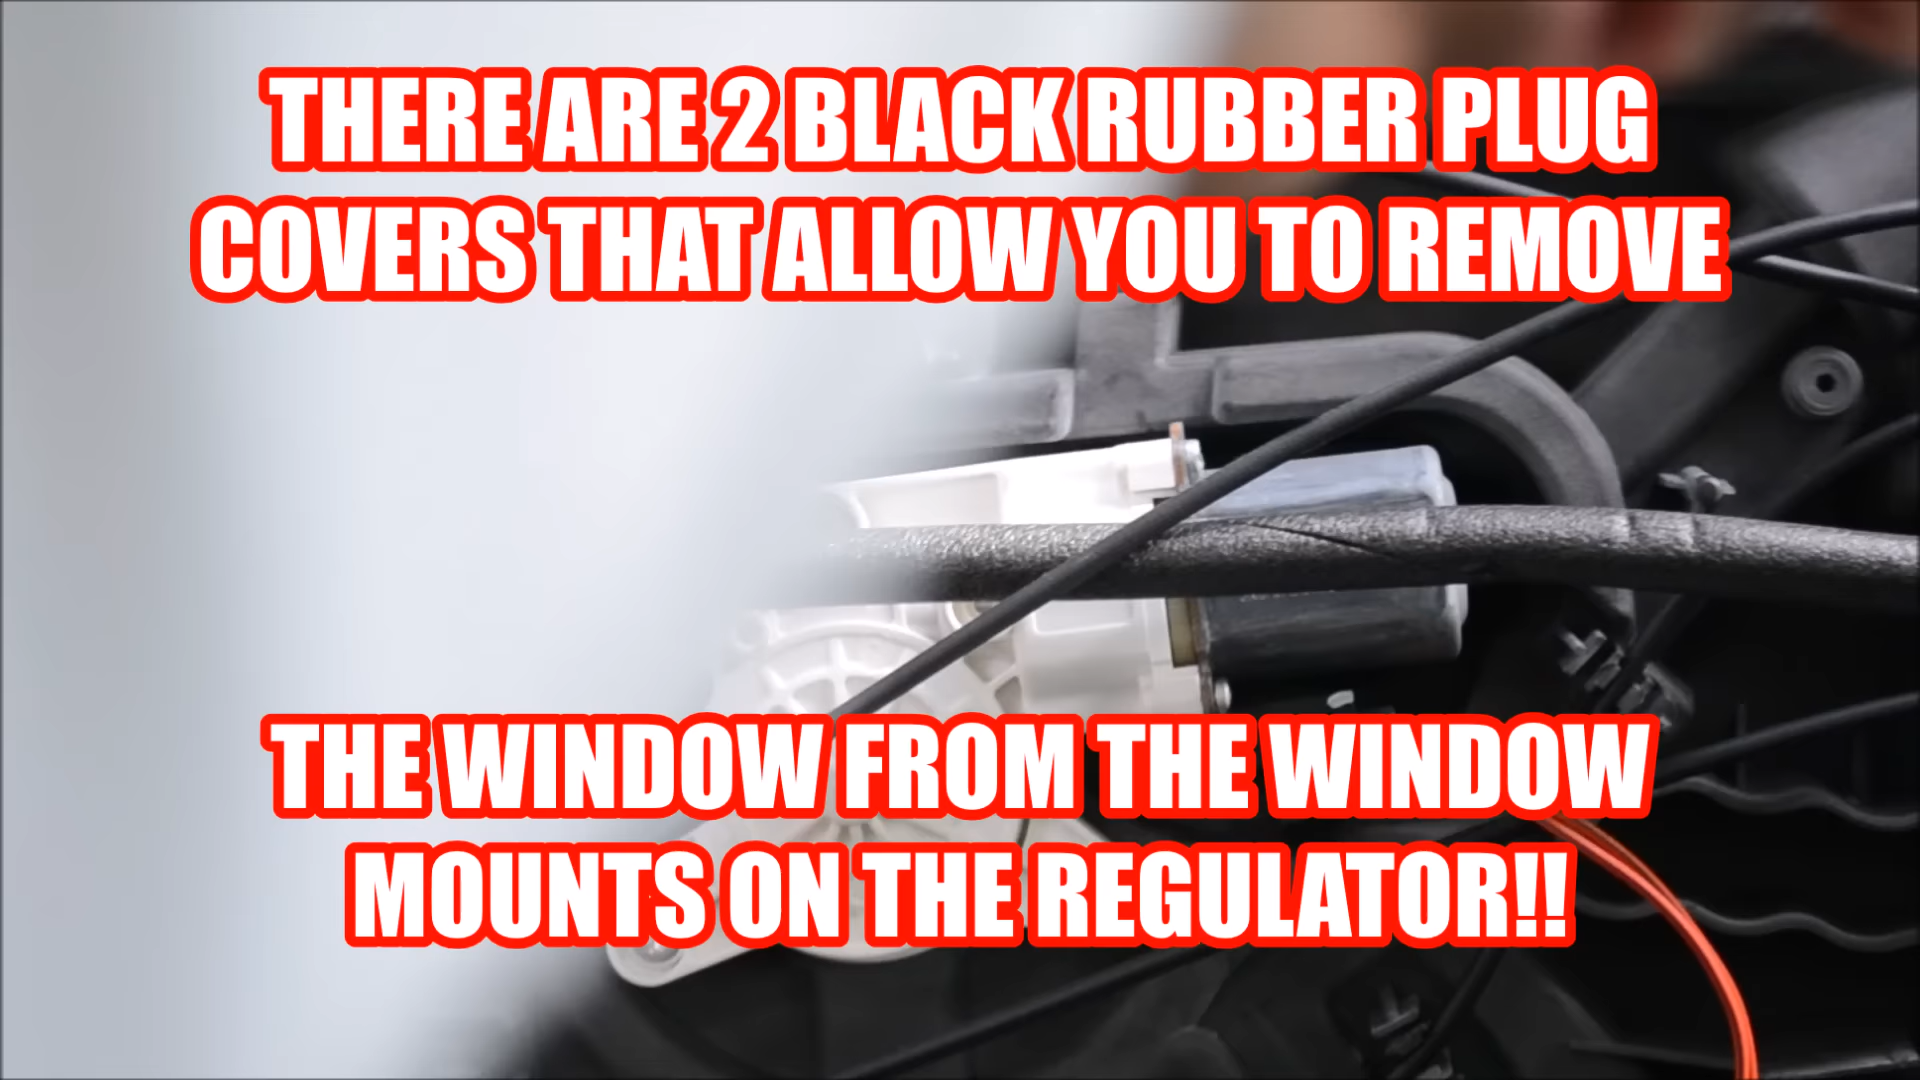 THERE ARE 2 BLACK RUBBER PLUG
COVERS THAT ALLOW YOU TO REMOVE
THE WINDOW FROM THE WINDOW
MOUNTS ON THE REGULATOR!!